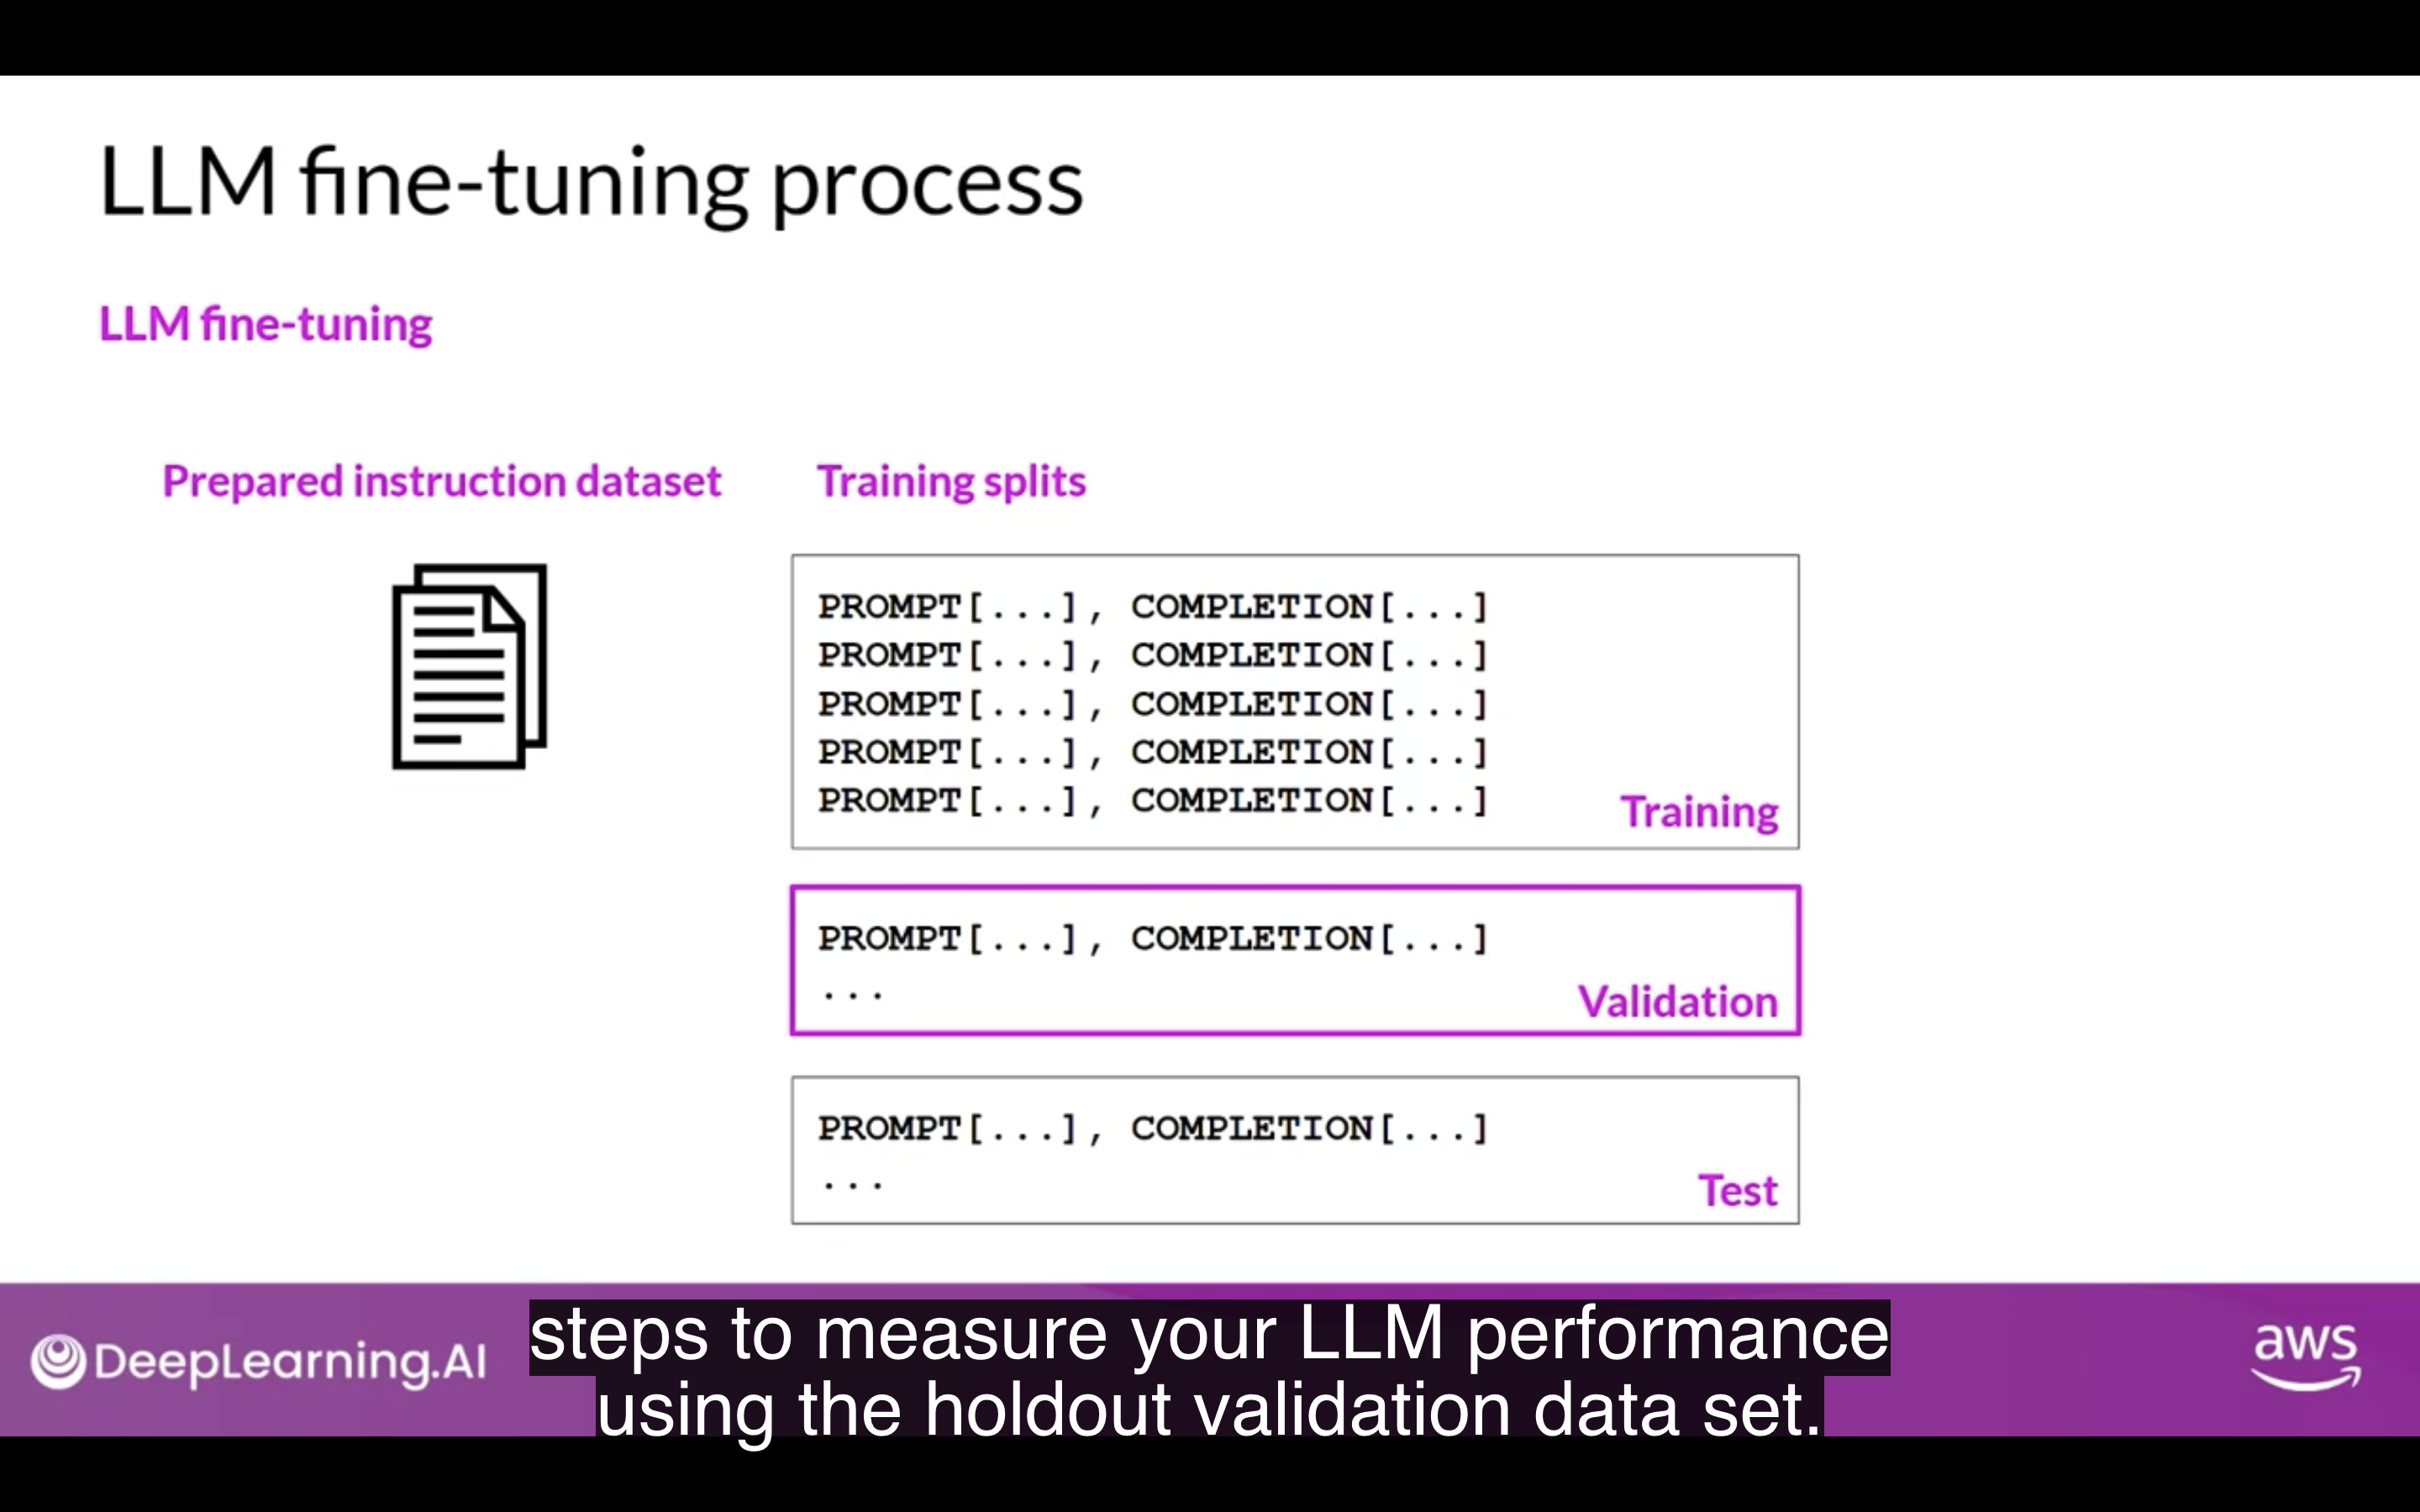 LLM fine-tuning process
LLM fine-tuning
Prepared instruction dataset
Training splits
PROMPT[...], COMPLETION[...]
PROMPT[...], COMPLETION[...]
PROMPT[...], COMPLETION[...]
PROMPT[...], COMPLETION[...]
PROMPT[...], COMPLETION[...]
Training
PROMPT[...], COMPLETION[...]
...
Validation
PROMPT[...], COMPLETION[...]
...
Test
DeepLearning.AI
steps to measure your LLM performance
using the holdout validation data set.
aws